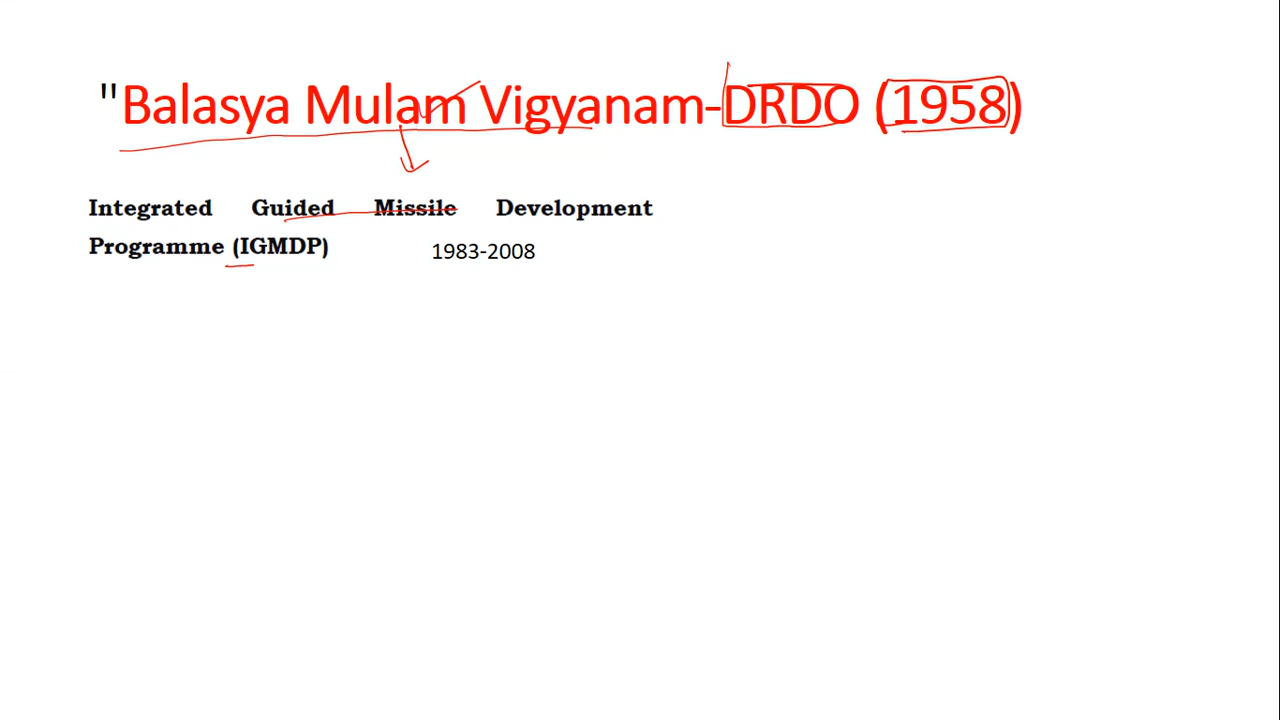 "Balasya Mulam Vigyanam-DRDO (1958)
Integrated Guided Missile Development
Programme (IGMDP) 1983-2008